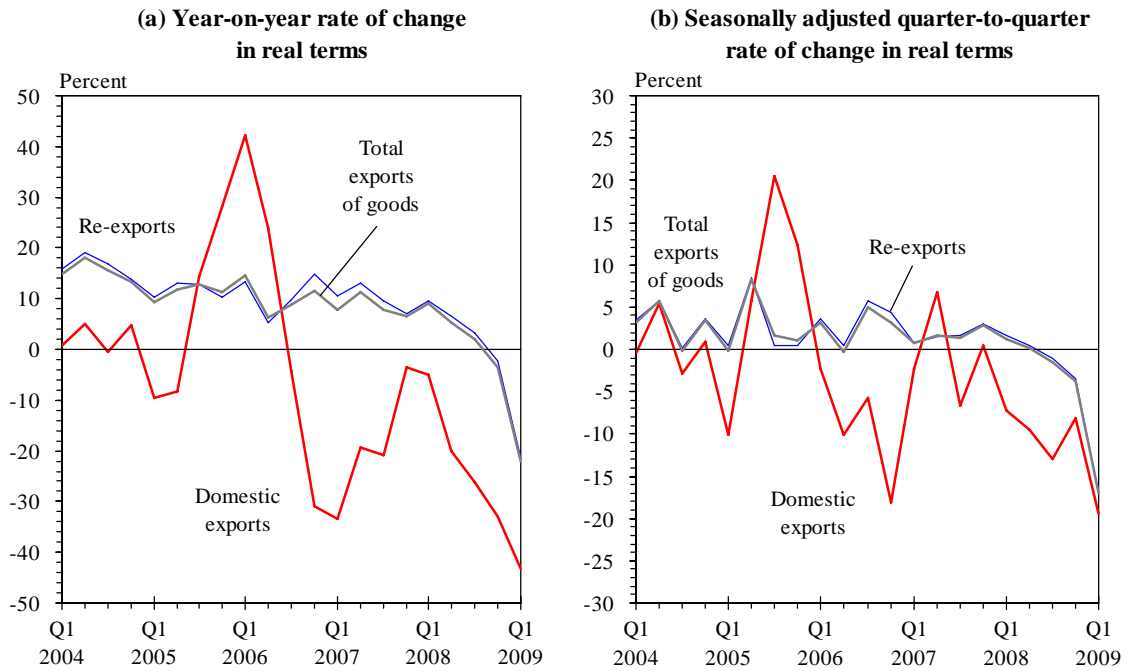 (a) Year-on-year rate of change
in real terms
Percent
50
40
30
20
10
0
-10
-20
-30
-40
-50
Total
exports
of goods
Re-exports
Domestic
exports
Q1 Q1 Q1 Q1 Q1 Q1
2004 2005 2006 2007 2008 2009
(b) Seasonally adjusted quarter-to-quarter
rate of change in real terms
Percent
30
25
20
15
10
5
0
-5
-10
-15
-20
-25
-30
Total
exports
of goods
Re-exports
Domestic
exports
Q1 Q1 Q1 Q1 Q1 Q1
2004 2005 2006 2007 2008 2009